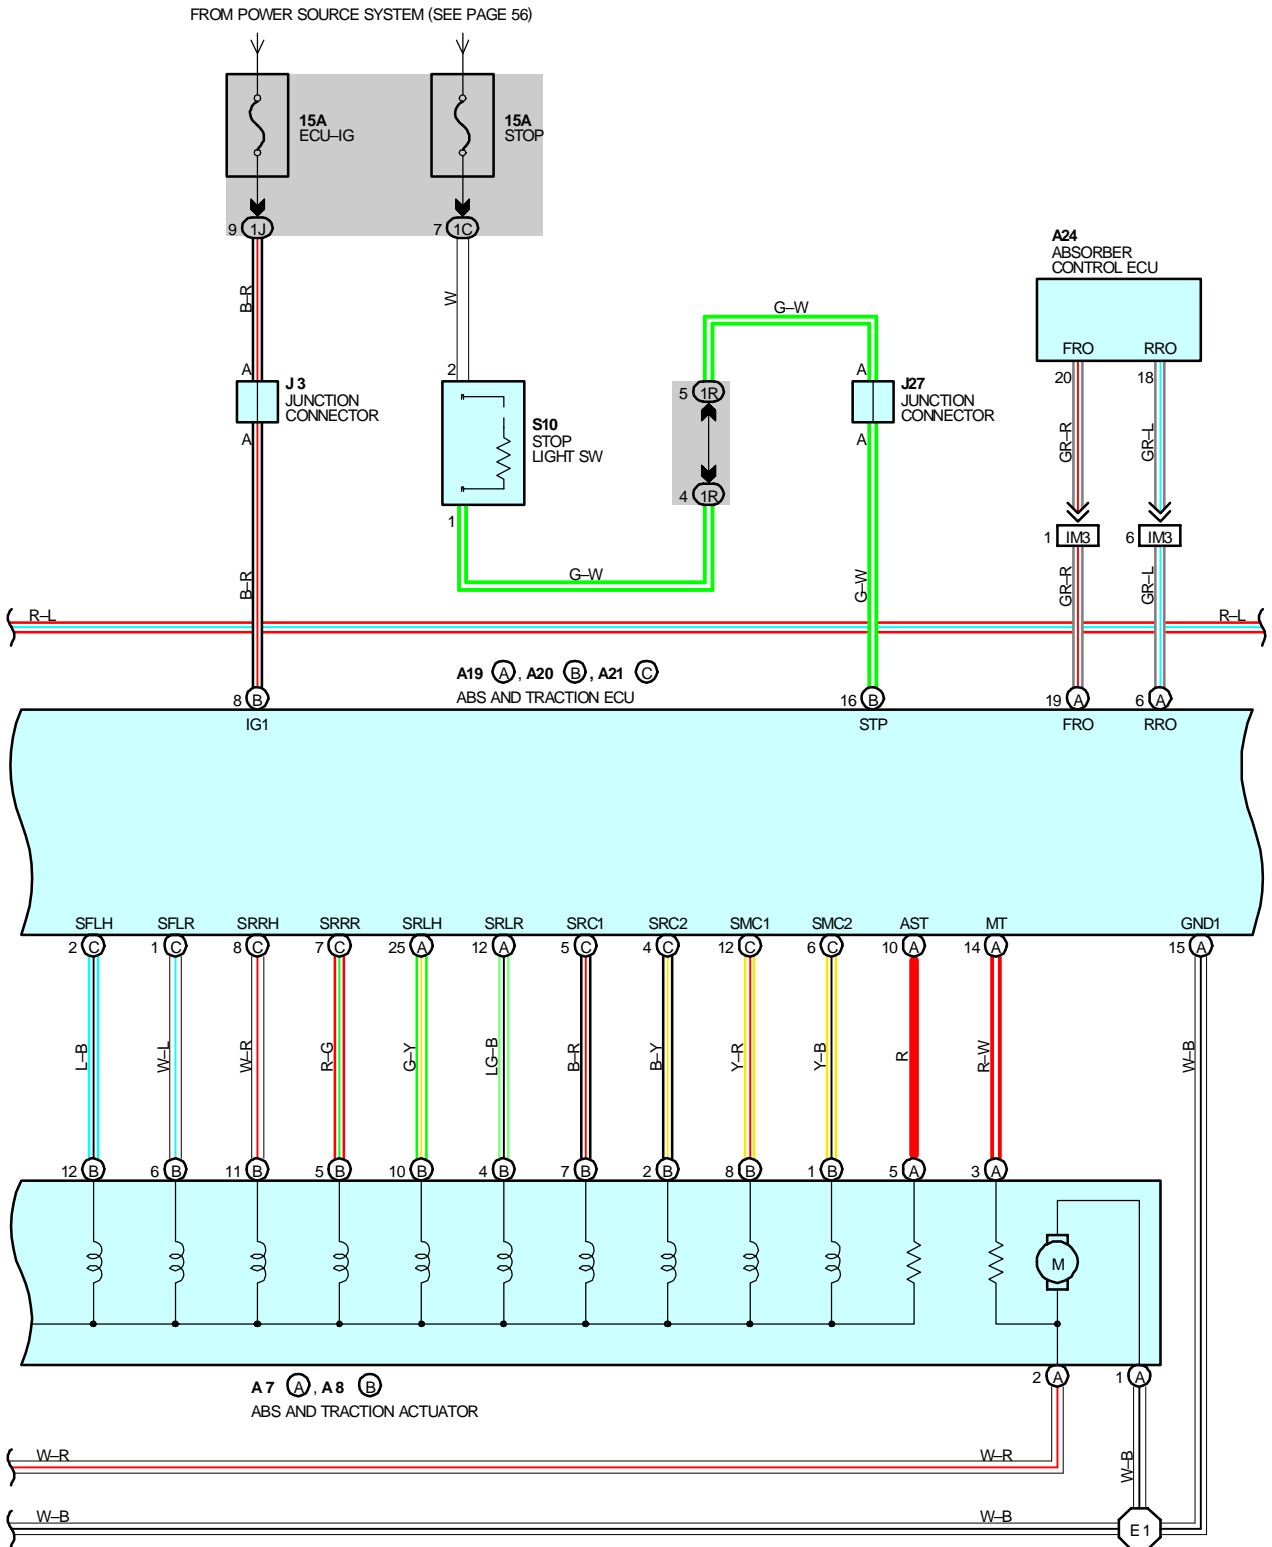 FROM POWER SOURCE SYSTEM (SEE PAGE 56)
15A
ECU–IG
15A
STOP
9 1J
7 1C
A24
ABSORBER
CONTROL ECU
FRO RRO
20 18
B–R
W
G–W
A
2
A
J 3
JUNCTION
CONNECTOR
A
S10
STOP
LIGHT SW
5 1R
J27
JUNCTION
CONNECTOR
A
GR–R
GR–L
4 1R
1
1 IM3
6 IM3
B–R
G–W
G–W
GR–R
GR–L
R–L
R–L
A19 A , A20 B , A21 C
ABS AND TRACTION ECU
8 B
16 B
19 A
6 A
IG1
STP
FRO
RRO
SFLH SFLR SRRH SRRR SRLH SRLR SRC1 SRC2 SMC1 SMC2 AST MT GND1
2 C 1 C 8 C 7 C 25 A 12 A 5 C 4 C 12 C 6 C 10 A 14 A 15 A
L–B W–L W–R R–G G–Y LG–B B–R B–Y Y–R Y–B R R–W W–B
12 B 6 B 11 B 5 B 10 B 4 B 7 B 2 B 8 B 1 B 5 A 3 A
M
2 A
1 A
A 7 A , A 8 B
ABS AND TRACTION ACTUATOR
W–R
W–R
W–B
W–B
W–B
E 1